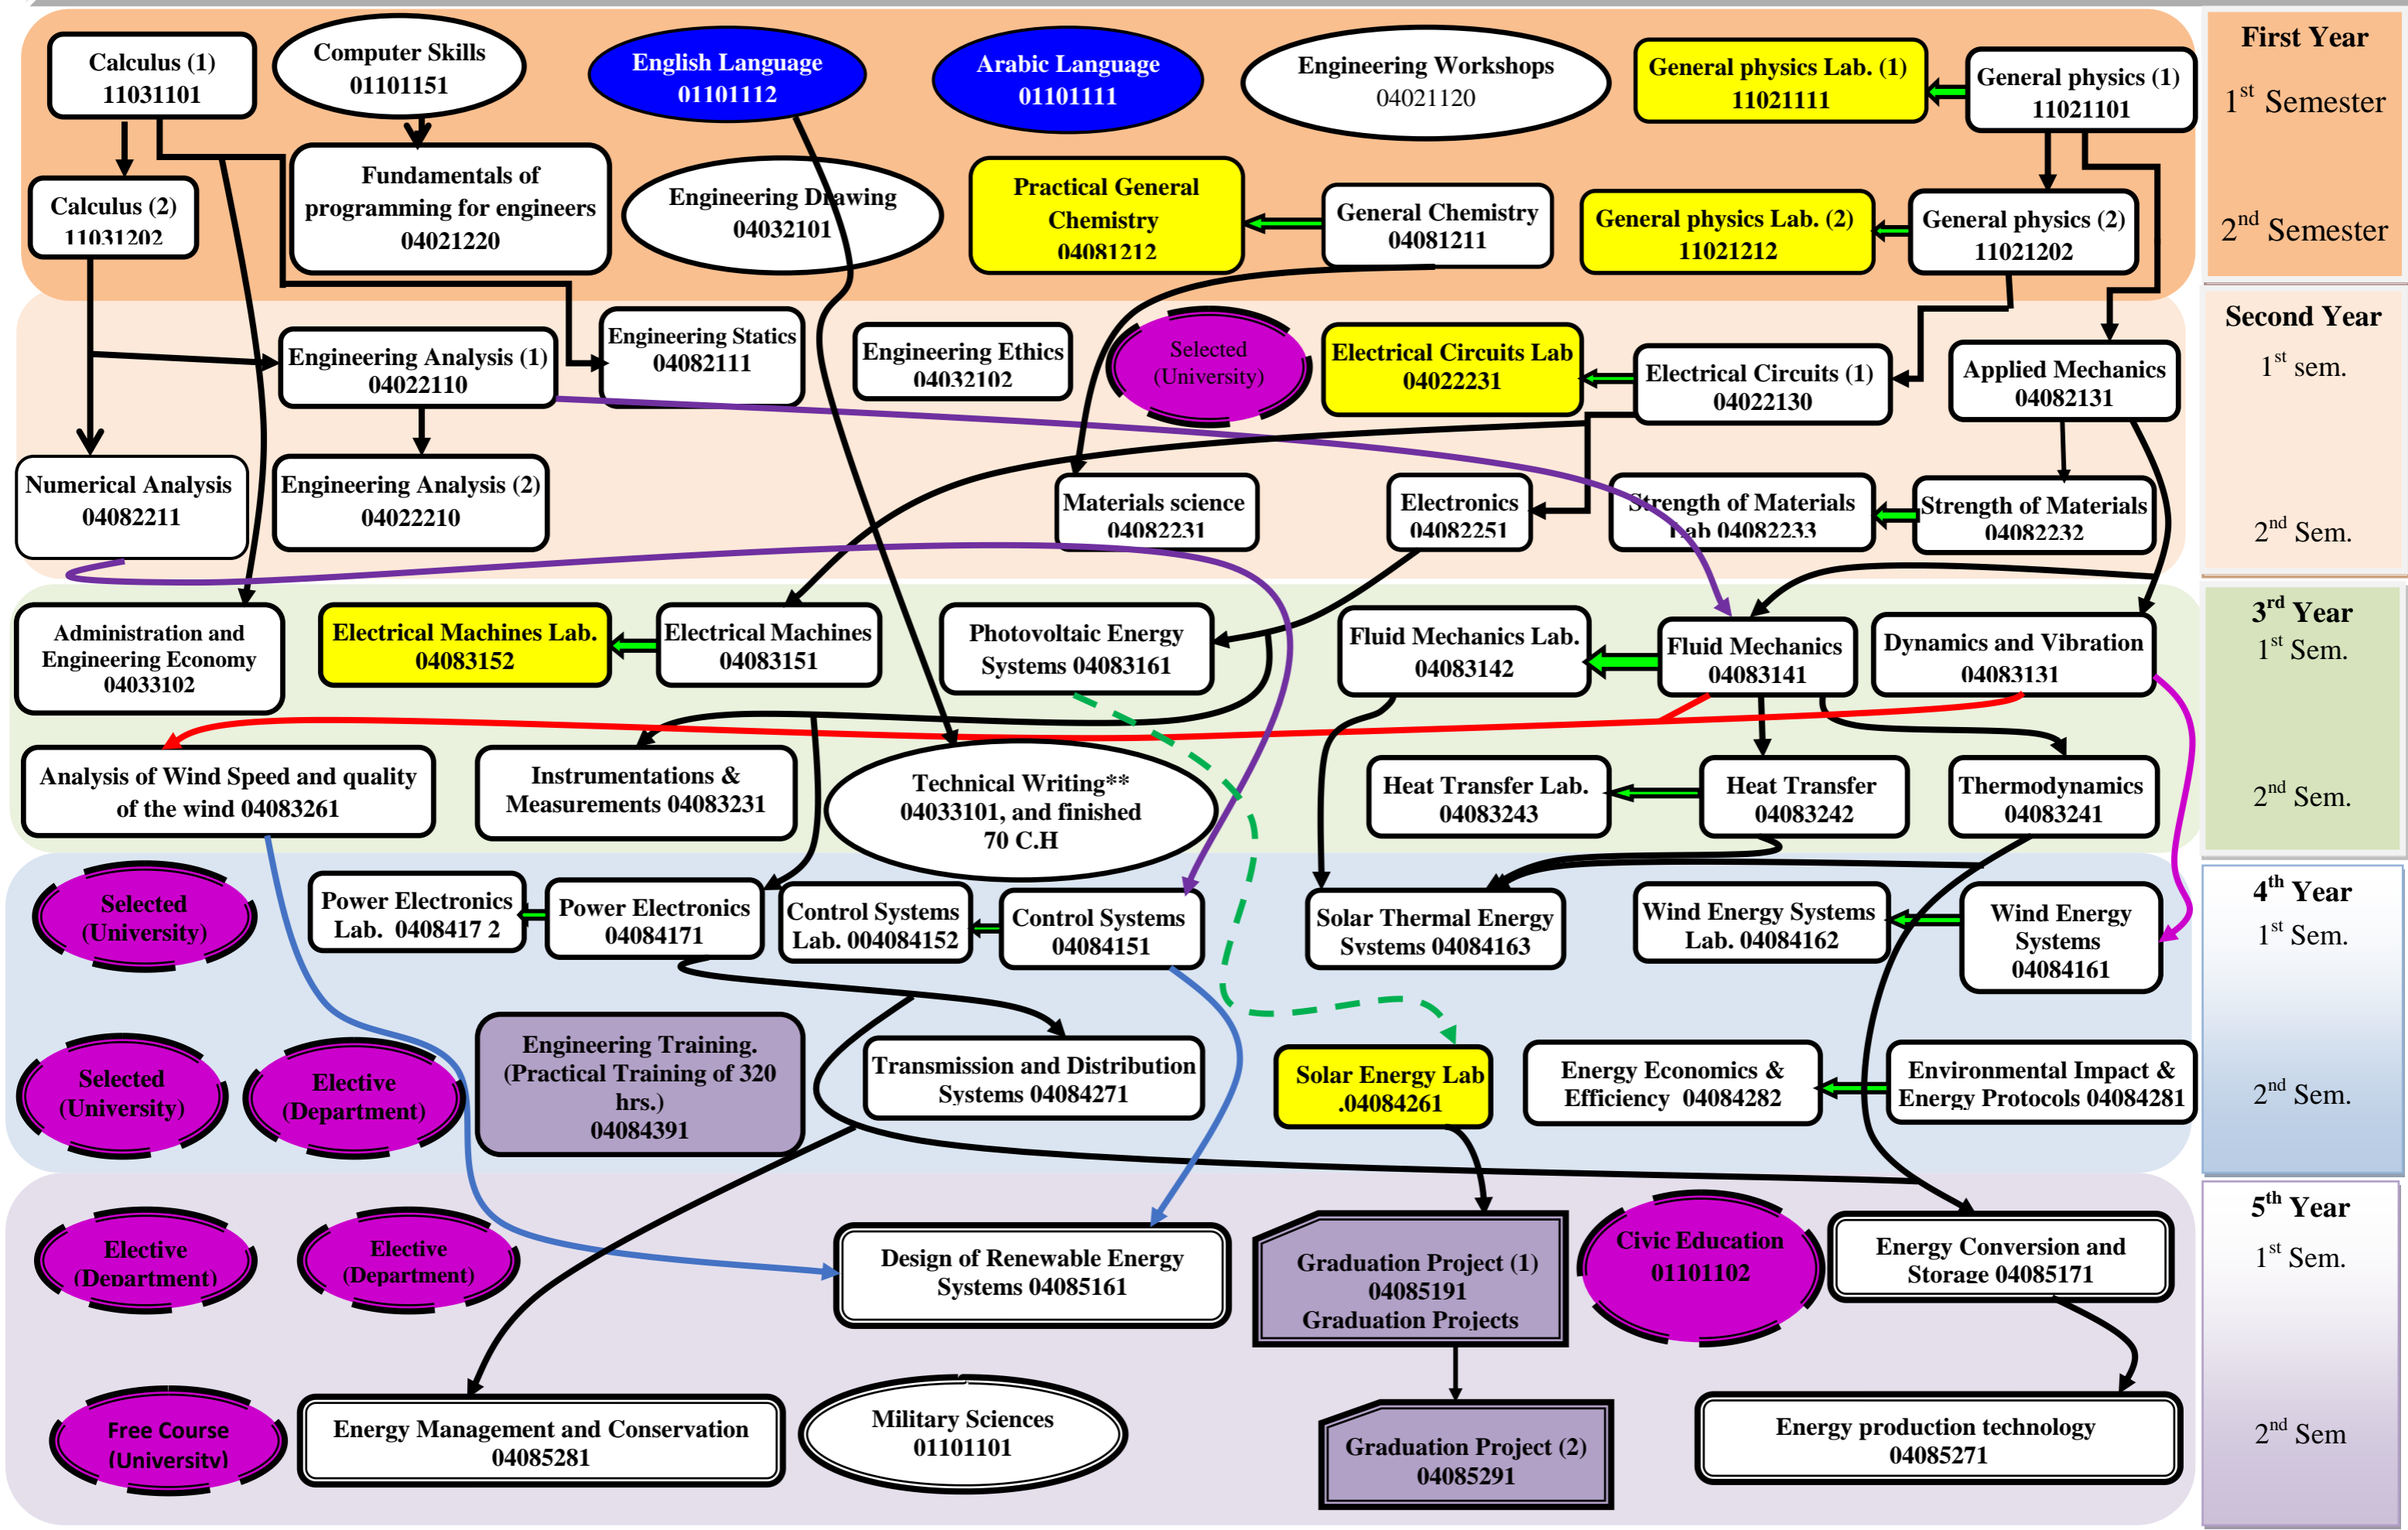 Calculus (1)
11031101
Computer Skills
01101151
English Language
01101112
Arabic Language
01101111
Engineering Workshops
04021120
General physics Lab. (1)
11021111
General physics (1)
11021101
First Year
1st Semester
Calculus (2)
11031202
Fundamentals of
programming for engineers
04021220
Engineering Drawing
04032101
Practical General
Chemistry
04081212
General Chemistry
04081211
General physics Lab. (2)
11021212
General physics (2)
11021202
2nd Semester
Engineering Analysis (1)
04022110
Engineering Statics
04082111
Engineering Ethics
04032102
Selected
(University)
Electrical Circuits Lab
04022231
Electrical Circuits (1)
04022130
Applied Mechanics
04082131
Second Year
1st sem.
Numerical Analysis
04082211
Engineering Analysis (2)
04022210
Materials science
04082231
Electronics
04082251
Strength of Materials
Lab 04082233
Strength of Materials
04082232
2nd Sem.
Administration and
Engineering Economy
04033102
Electrical Machines Lab.
04083152
Electrical Machines
04083151
Photovoltaic Energy
Systems 04083161
Fluid Mechanics Lab.
04083142
Fluid Mechanics
04083141
Dynamics and Vibration
04083131
3rd Year
1st Sem.
Analysis of Wind Speed and quality
of the wind 04083261
Instrumentations &
Measurements 04083231
Technical Writing**
04033101, and finished
70 C.H
Heat Transfer Lab.
04083243
Heat Transfer
04083242
Thermodynamics
04083241
2nd Sem.
Selected
(University)
Power Electronics
Lab.  0408417 2
Power Electronics
04084171
Control Systems
Lab. 004084152
Control Systems
04084151
Solar Thermal Energy
Systems 04084163
Wind Energy Systems
Lab. 04084162
Wind Energy
Systems
04084161
4th Year
1st Sem.
Selected
(University)
Elective
(Department)
Engineering Training.
(Practical Training of 320
hrs.)
04084391
Transmission and Distribution
Systems 04084271
Solar Energy Lab
.04084261
Energy Economics &
Efficiency  04084282
Environmental Impact &
Energy Protocols 04084281
2nd Sem.
Elective
(Department)
Elective
(Department)
Design of Renewable Energy
Systems 04085161
Graduation Project (1)
04085191
Graduation Projects
Civic Education
01101102
Energy Conversion and
Storage 04085171
5th Year
1st Sem.
Free Course
(University)
Energy Management and Conservation
04085281
Military Sciences
01101101
Graduation Project (2)
04085291
Energy production technology
04085271
2nd Sem